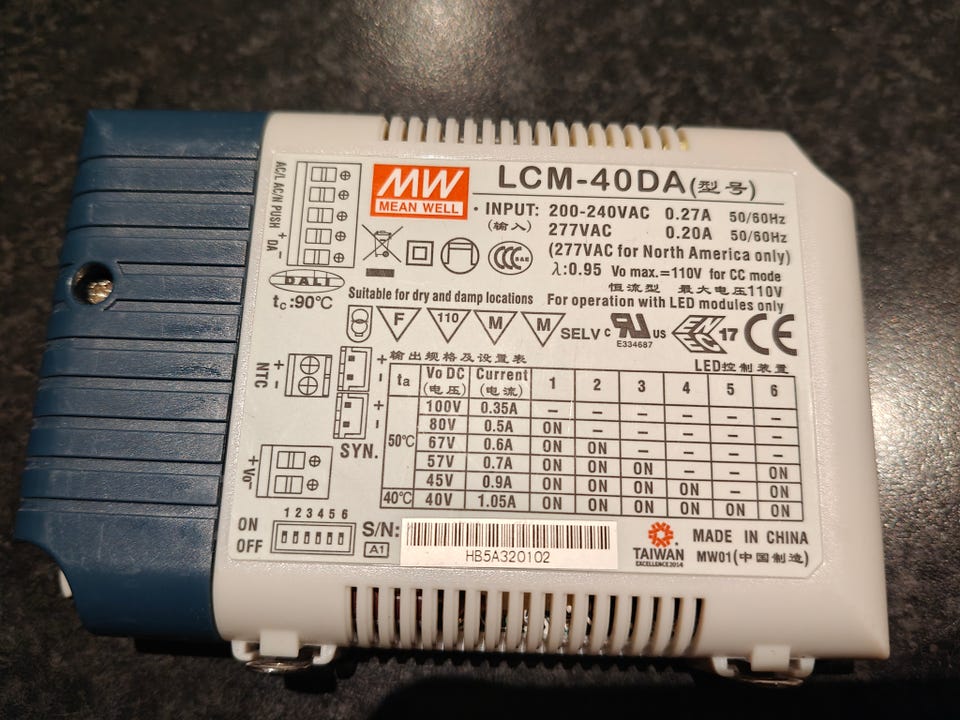 AC/L AC/N PUSH DA + -
MW
MEAN WELL
LCM-40DA(型号)
INPUT: 200-240VAC 0.27A 50/60Hz
(输入) 277VAC 0.20A 50/60Hz
(277VAC for North America only)
λ:0.95 Vo max.=110V for CC mode
恒流型 最大电压110V
DALI
tc:90℃
Suitable for dry and damp locations
For operation with LED modules only
F 110 M M SELV c RU US
E334687
ENEC 17 CE
LED控制装置
NTC + -
+ -
+ -
SYN.
+Vo-
输出规格及设置表
ta Vo DC (电压) Current (电流) 1 2 3 4 5 6
50℃ 100V 0.35A – – – – – –
80V 0.5A ON – – – – –
67V 0.6A ON ON – – – –
57V 0.7A ON ON ON – – ON
45V 0.9A ON ON ON ON – ON
40℃ 40V 1.05A ON ON ON ON ON ON
1 2 3 4 5 6
ON
OFF
A1
S/N:
HB5A320102
TAIWAN
EXCELLENCE 2014
MADE IN CHINA
MW01(中国制造)